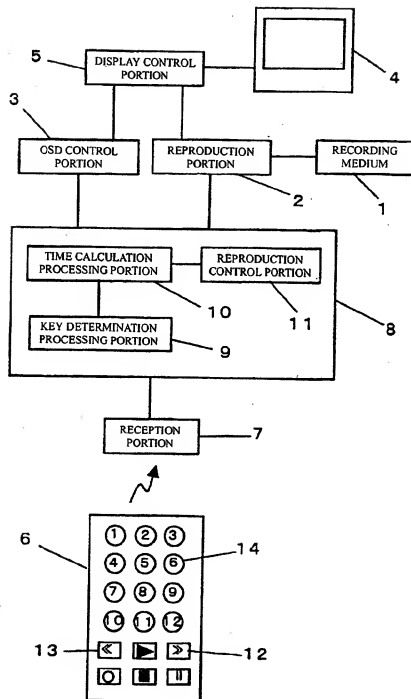 5
DISPLAY CONTROL
PORTION
4
3
OSD CONTROL
PORTION
REPRODUCTION
PORTION
2
RECORDING
MEDIUM
1
TIME CALCULATION
PROCESSING PORTION
10
REPRODUCTION
CONTROL PORTION
11
8
KEY DETERMINATION
PROCESSING PORTION
9
RECEPTION
PORTION
7
6
1 2 3
4 5 6
14
7 8 9
10 11 12
13
12